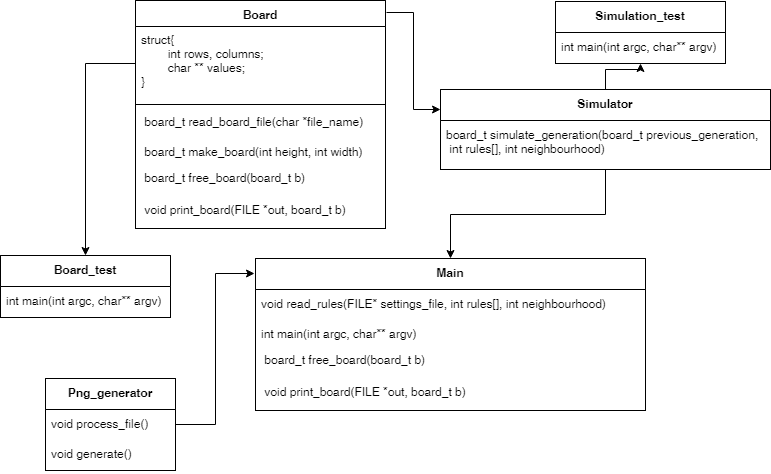 Board
struct{
int rows, columns;
char ** values;
}
board_t read_board_file(char *file_name)
board_t make_board(int height, int width)
board_t free_board(board_t b)
void print_board(FILE *out, board_t b)
Simulation_test
int main(int argc, char** argv)
Simulator
board_t simulate_generation(board_t previous_generation,
int rules[], int neighbourhood)
Board_test
int main(int argc, char** argv)
Main
void read_rules(FILE* settings_file, int rules[], int neighbourhood)
int main(int argc, char** argv)
board_t free_board(board_t b)
void print_board(FILE *out, board_t b)
Png_generator
void process_file()
void generate()